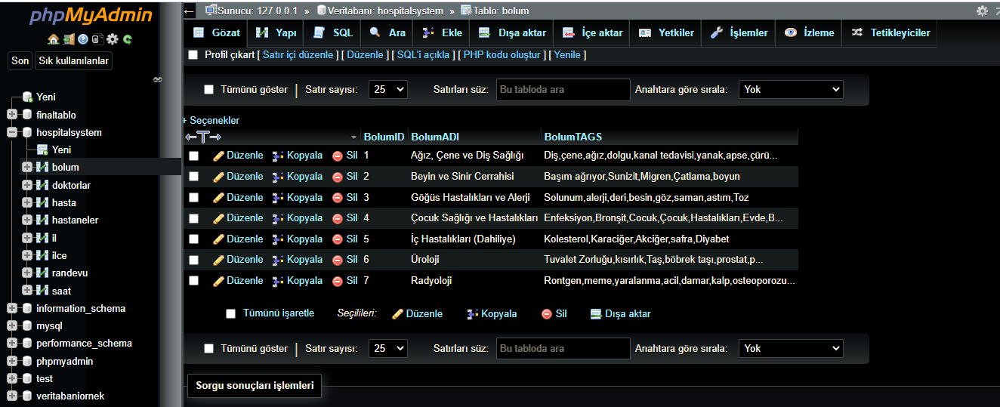 phpMyAdmin
Son Sık kullanılanlar
Yeni
finaltablo
hospitalsystem
Yeni
bolum
doktorlar
hasta
hastaneler
il
ilce
randevu
saat
information_schema
mysql
performance_schema
phpmyadmin
test
veritabaniornek
Sunucu: 127.0.0.1 » Veritabanı: hospitalsystem » Tablo: bolum
Gözat Yapı SQL Ara Ekle Dışa aktar İçe aktar Yetkiler İşlemler İzleme Tetikleyiciler
Profil çıkart [ Satır içi düzenle ] [ Düzenle ] [ SQL'i açıkla ] [ PHP kodu oluştur ] [ Yenile ]
Tümünü göster | Satır sayısı: 25 Satırları süz: Bu tabloda ara Anahtara göre sırala: Yok
+ Seçenekler
←T→ BolumID BolumADI BolumTAGS
Düzenle Kopyala Sil 1 Ağız, Çene ve Diş Sağlığı Diş,çene,ağız,dolgu,kanal tedavisi,yanak,apse,çürü...
Düzenle Kopyala Sil 2 Beyin ve Sinir Cerrahisi Başım ağrıyor,Sunizit,Migren,Çatlama,boyun
Düzenle Kopyala Sil 3 Göğüs Hastalıkları ve Alerji Solunum,alerji,deri,besin,göz,saman,astım,Toz
Düzenle Kopyala Sil 4 Çocuk Sağlığı ve Hastalıkları Enfeksiyon,Bronşit,Cocuk,Çocuk,Hastalıkları,Evde,B...
Düzenle Kopyala Sil 5 İç Hastalıkları (Dahiliye) Kolesterol,Karaciğer,Akciğer,safra,Diyabet
Düzenle Kopyala Sil 6 Üroloji Tuvalet Zorluğu,kısırlık,Taş,böbrek taşı,prostat,p...
Düzenle Kopyala Sil 7 Radyoloji Rontgen,meme,yaralanma,acil,damar,kalp,osteoporozu...
Tümünü işaretle Seçilileri: Düzenle Kopyala Sil Dışa aktar
Tümünü göster | Satır sayısı: 25 Satırları süz: Bu tabloda ara Anahtara göre sırala: Yok
Sorgu sonuçları işlemleri